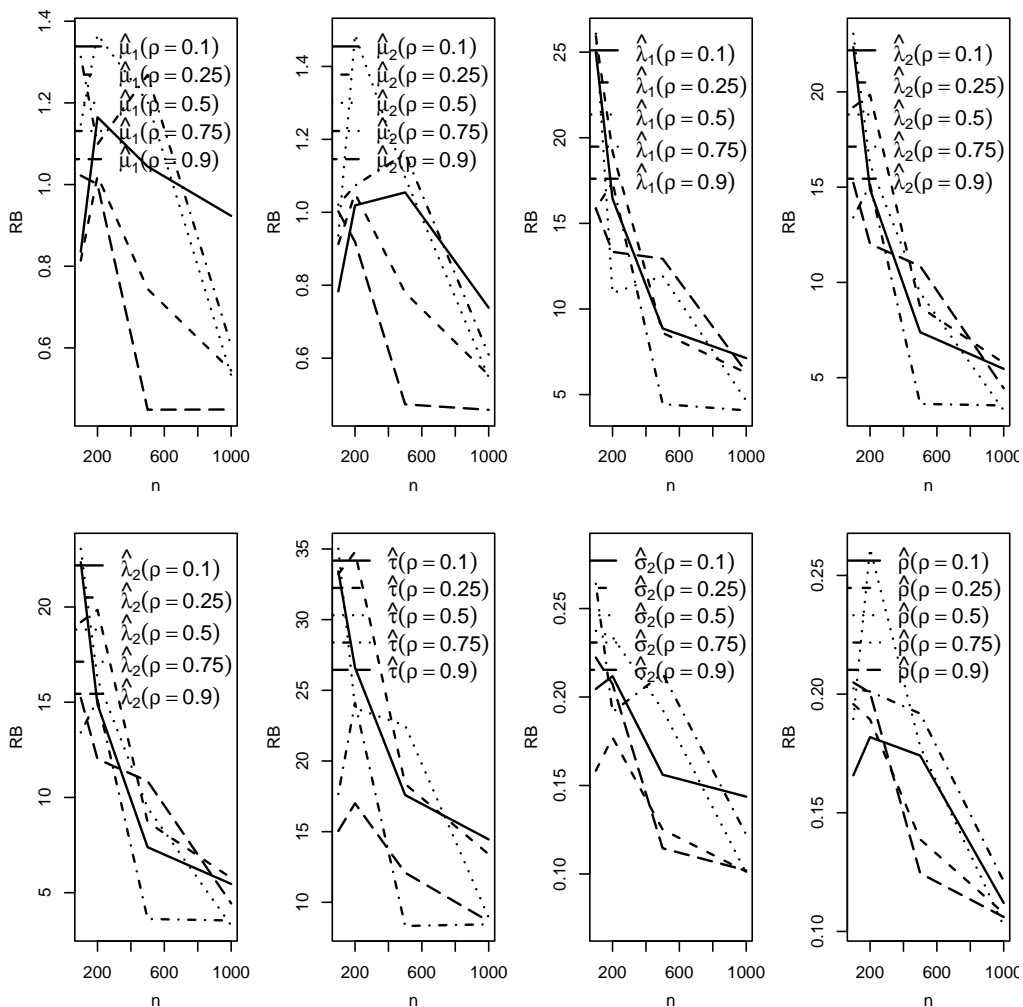 μ̂₁(ρ = 0.1)
μ̂₁(ρ = 0.25)
μ̂₁(ρ = 0.5)
μ̂₁(ρ = 0.75)
μ̂₁(ρ = 0.9)
RB
1.4
1.2
1.0
0.8
0.6
200 600 1000
n
μ̂₂(ρ = 0.1)
μ̂₂(ρ = 0.25)
μ̂₂(ρ = 0.5)
μ̂₂(ρ = 0.75)
μ̂₂(ρ = 0.9)
RB
1.4
1.2
1.0
0.8
0.6
200 600 1000
n
λ̂₁(ρ = 0.1)
λ̂₁(ρ = 0.25)
λ̂₁(ρ = 0.5)
λ̂₁(ρ = 0.75)
λ̂₁(ρ = 0.9)
RB
25
20
15
10
5
200 600 1000
n
λ̂₂(ρ = 0.1)
λ̂₂(ρ = 0.25)
λ̂₂(ρ = 0.5)
λ̂₂(ρ = 0.75)
λ̂₂(ρ = 0.9)
RB
20
15
10
5
200 600 1000
n
λ̂₂(ρ = 0.1)
λ̂₂(ρ = 0.25)
λ̂₂(ρ = 0.5)
λ̂₂(ρ = 0.75)
λ̂₂(ρ = 0.9)
RB
20
15
10
5
200 600 1000
n
τ̂(ρ = 0.1)
τ̂(ρ = 0.25)
τ̂(ρ = 0.5)
τ̂(ρ = 0.75)
τ̂(ρ = 0.9)
RB
35
30
25
20
15
10
200 600 1000
n
σ̂₂(ρ = 0.1)
σ̂₂(ρ = 0.25)
σ̂₂(ρ = 0.5)
σ̂₂(ρ = 0.75)
σ̂₂(ρ = 0.9)
RB
0.25
0.20
0.15
0.10
200 600 1000
n
ρ̂(ρ = 0.1)
ρ̂(ρ = 0.25)
ρ̂(ρ = 0.5)
ρ̂(ρ = 0.75)
ρ̂(ρ = 0.9)
RB
0.25
0.20
0.15
0.10
200 600 1000
n